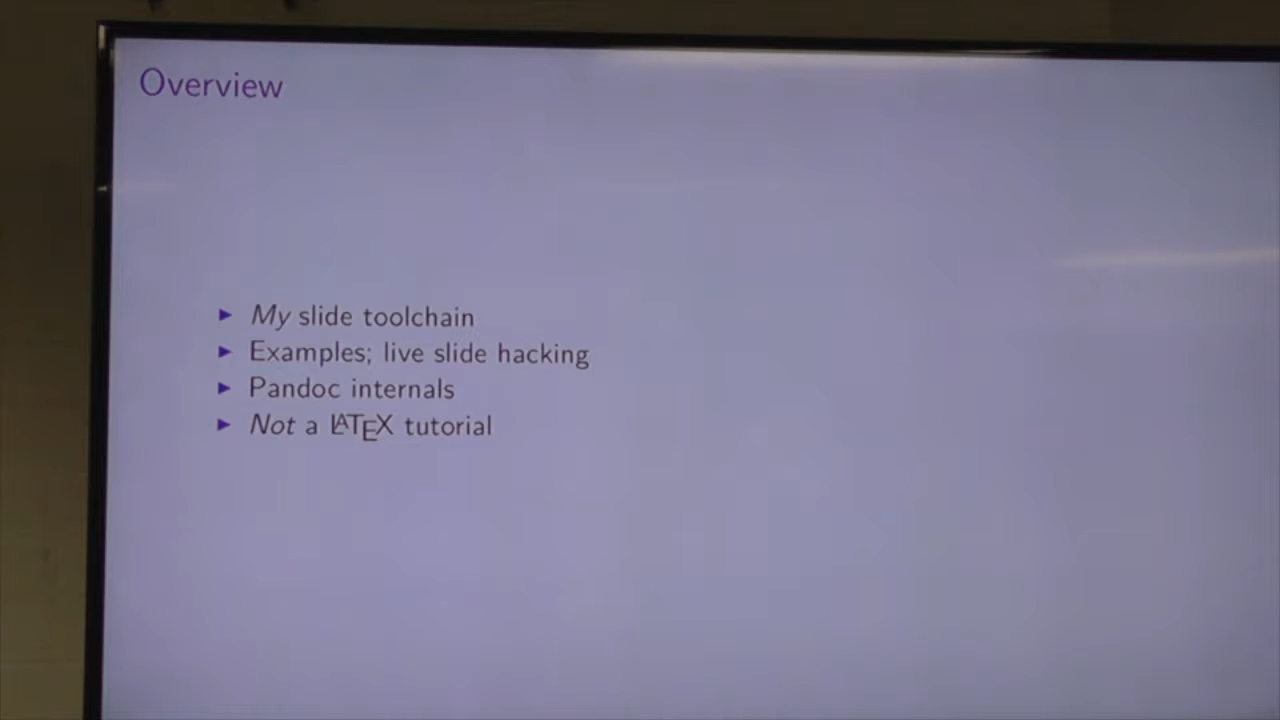 Overview
▶ My slide toolchain
▶ Examples; live slide hacking
▶ Pandoc internals
▶ Not a LATEX tutorial